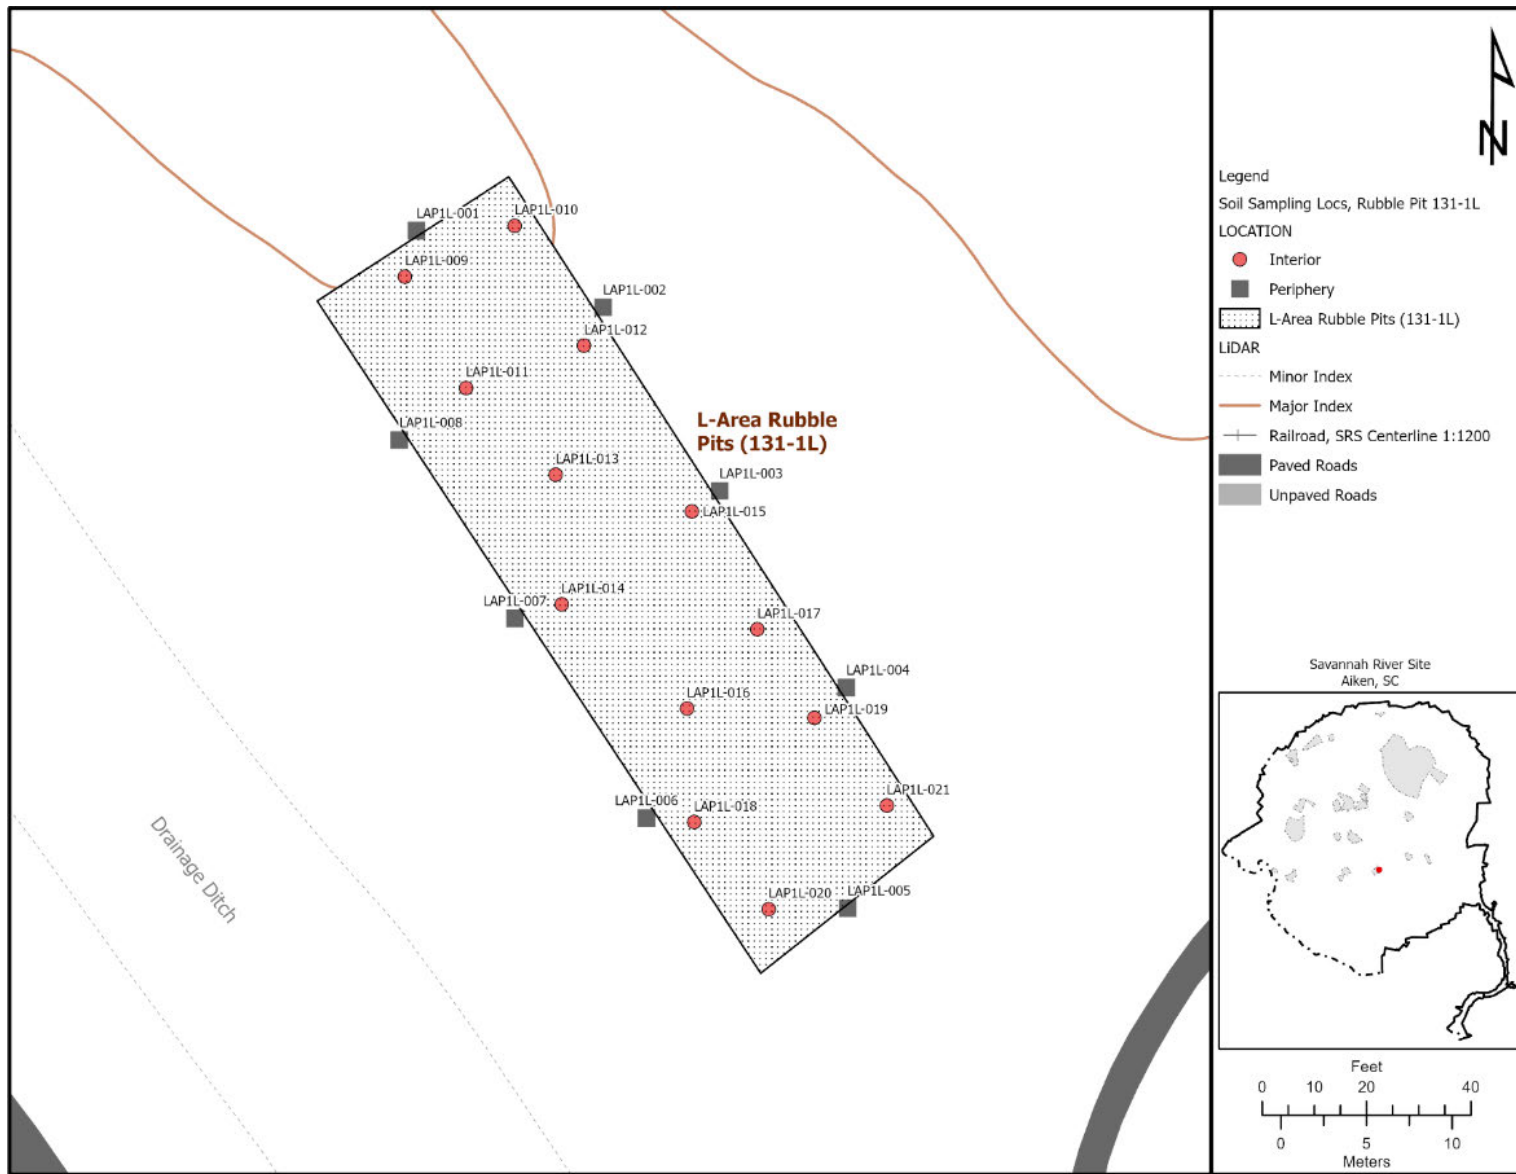 LAP1L-001
LAP1L-010
LAP1L-009
LAP1L-002
LAP1L-012
LAP1L-011
LAP1L-008
L-Area Rubble
Pits (131-1L)
LAP1L-013
LAP1L-003
LAP1L-015
LAP1L-014
LAP1L-007
LAP1L-017
LAP1L-004
LAP1L-016
LAP1L-019
LAP1L-006
LAP1L-018
LAP1L-021
LAP1L-020
LAP1L-005
Drainage Ditch
N
Legend
Soil Sampling Locs, Rubble Pit 131-1L
LOCATION
Interior
Periphery
L-Area Rubble Pits (131-1L)
LiDAR
Minor Index
Major Index
Railroad, SRS Centerline 1:1200
Paved Roads
Unpaved Roads
Savannah River Site
Aiken, SC
Feet
0 10 20 40
0 5 10
Meters